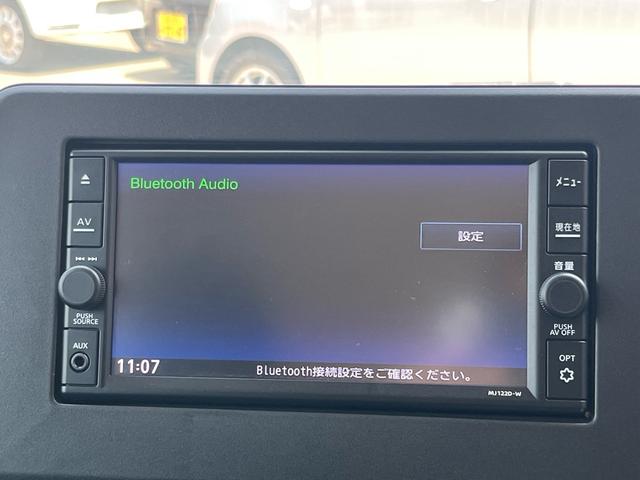 Bluetooth Audio
設定
11:07
Bluetooth接続設定をご確認ください。
AV
PUSH
SOURCE
AUX
メニュー
現在地
音量
PUSH
AV OFF
OPT
MJ122D-W